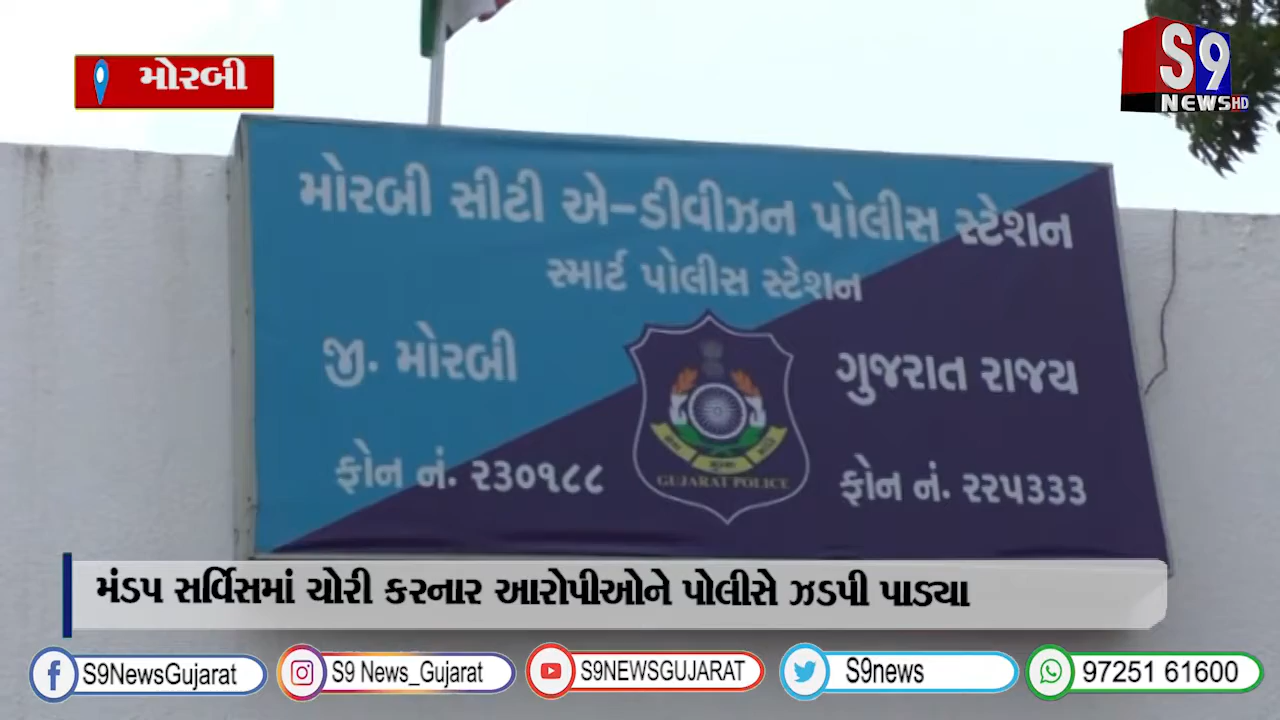 મોરબી
S9
NEWS HD
મોરબી સીટી એ-ડીવીઝન પોલીસ સ્ટેશન
સ્માર્ટ પોલીસ સ્ટેશન
જી. મોરબી
ગુજરાત રાજય
ફોન નં. ૨૩૦૧૮૮
ફોન નં. ૨૨૫૩૩૩
GUJARAT POLICE
મંડપ સર્વિસમાં ચોરી કરનાર આરોપીઓને પોલીસે ઝડપી પાડ્યા
S9NewsGujarat
S9 News_Gujarat
S9NEWSGUJARAT
S9news
97251 61600